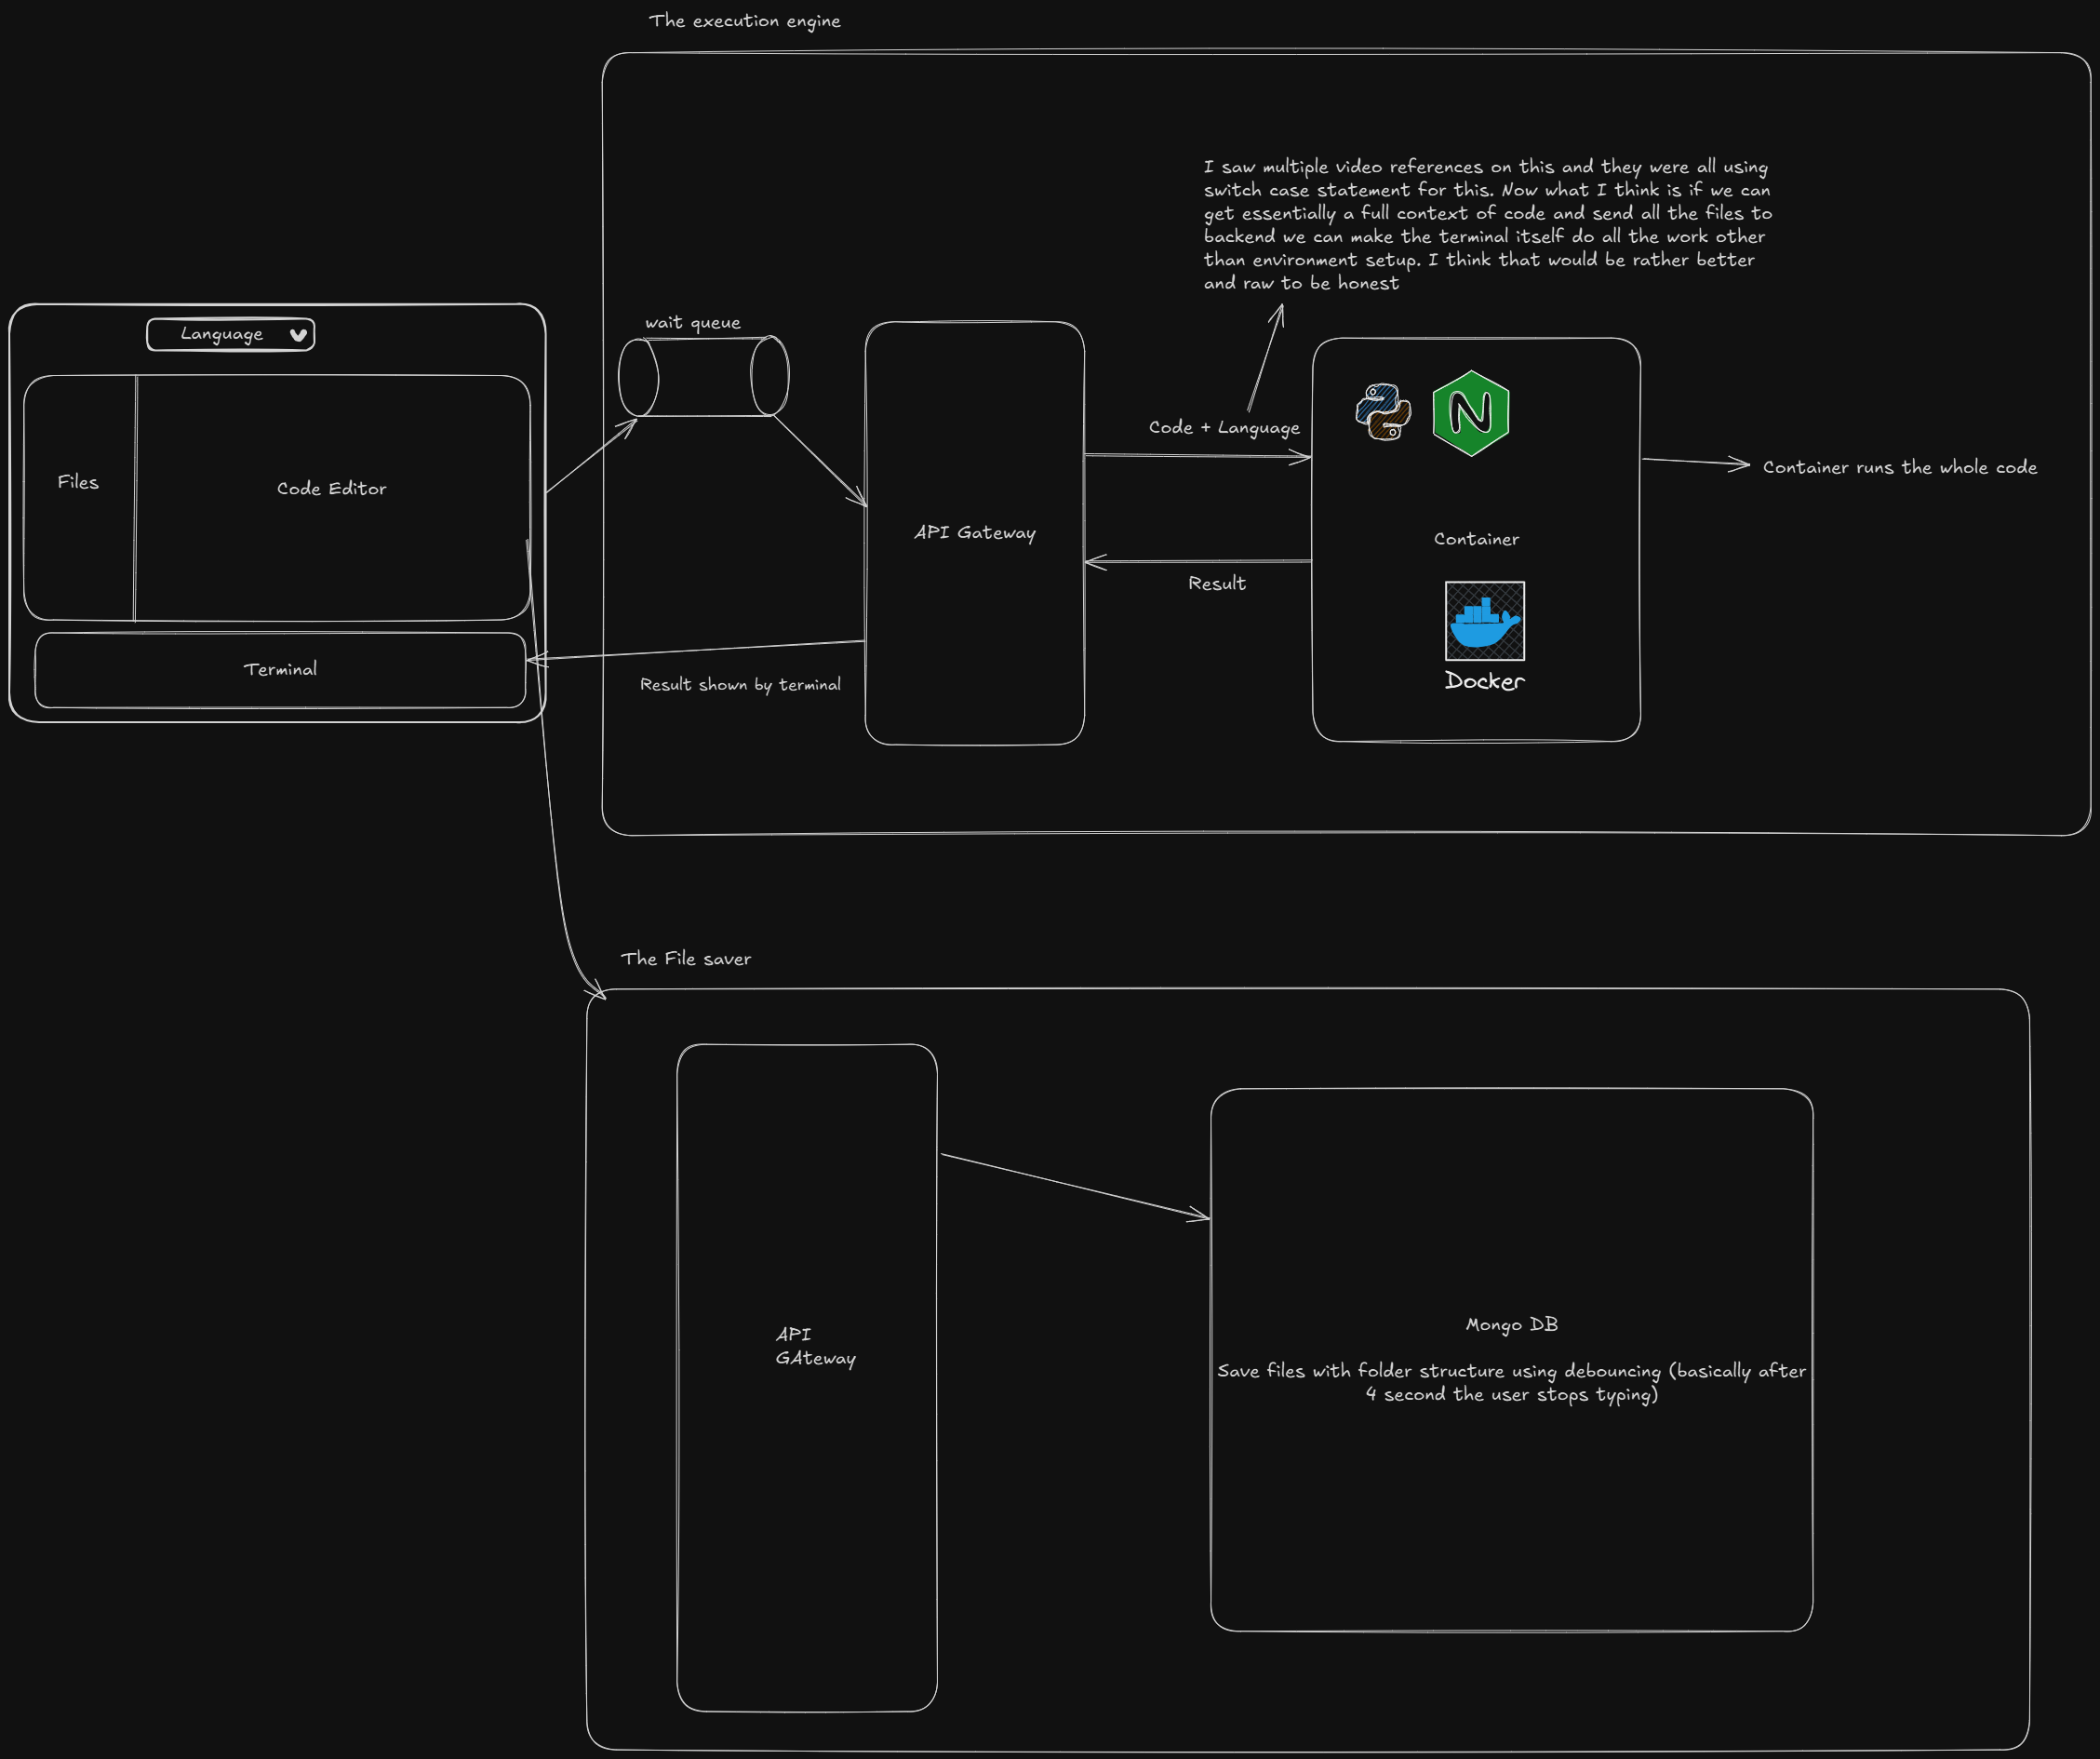 The execution engine
I saw multiple video references on this and they were all using
switch case statement for this. Now what I think is if we can
get essentially a full context of code and send all the files to
backend we can make the terminal itself do all the work other
than environment setup. I think that would be rather better
and raw to be honest
Language
wait queue
Files
Code Editor
Terminal
API Gateway
Code + Language
Result
Result shown by terminal
N
Container
Docker
Container runs the whole code
The File saver
API
GAteway
Mongo DB
Save files with folder structure using debouncing (basically after
4 second the user stops typing)